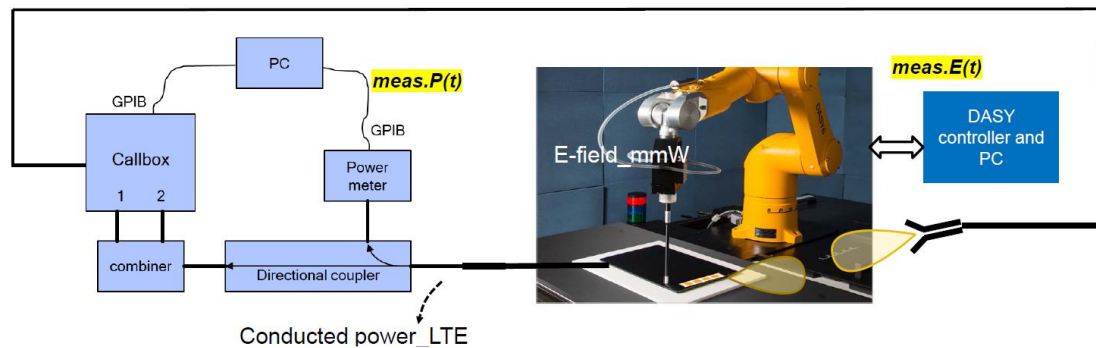 PC
meas.P(t)
meas.E(t)
GPIB
GPIB
DASY
controller and
PC
Callbox
1 2
E-field_mmW
Power
meter
combiner
Directional coupler
Conducted power_LTE